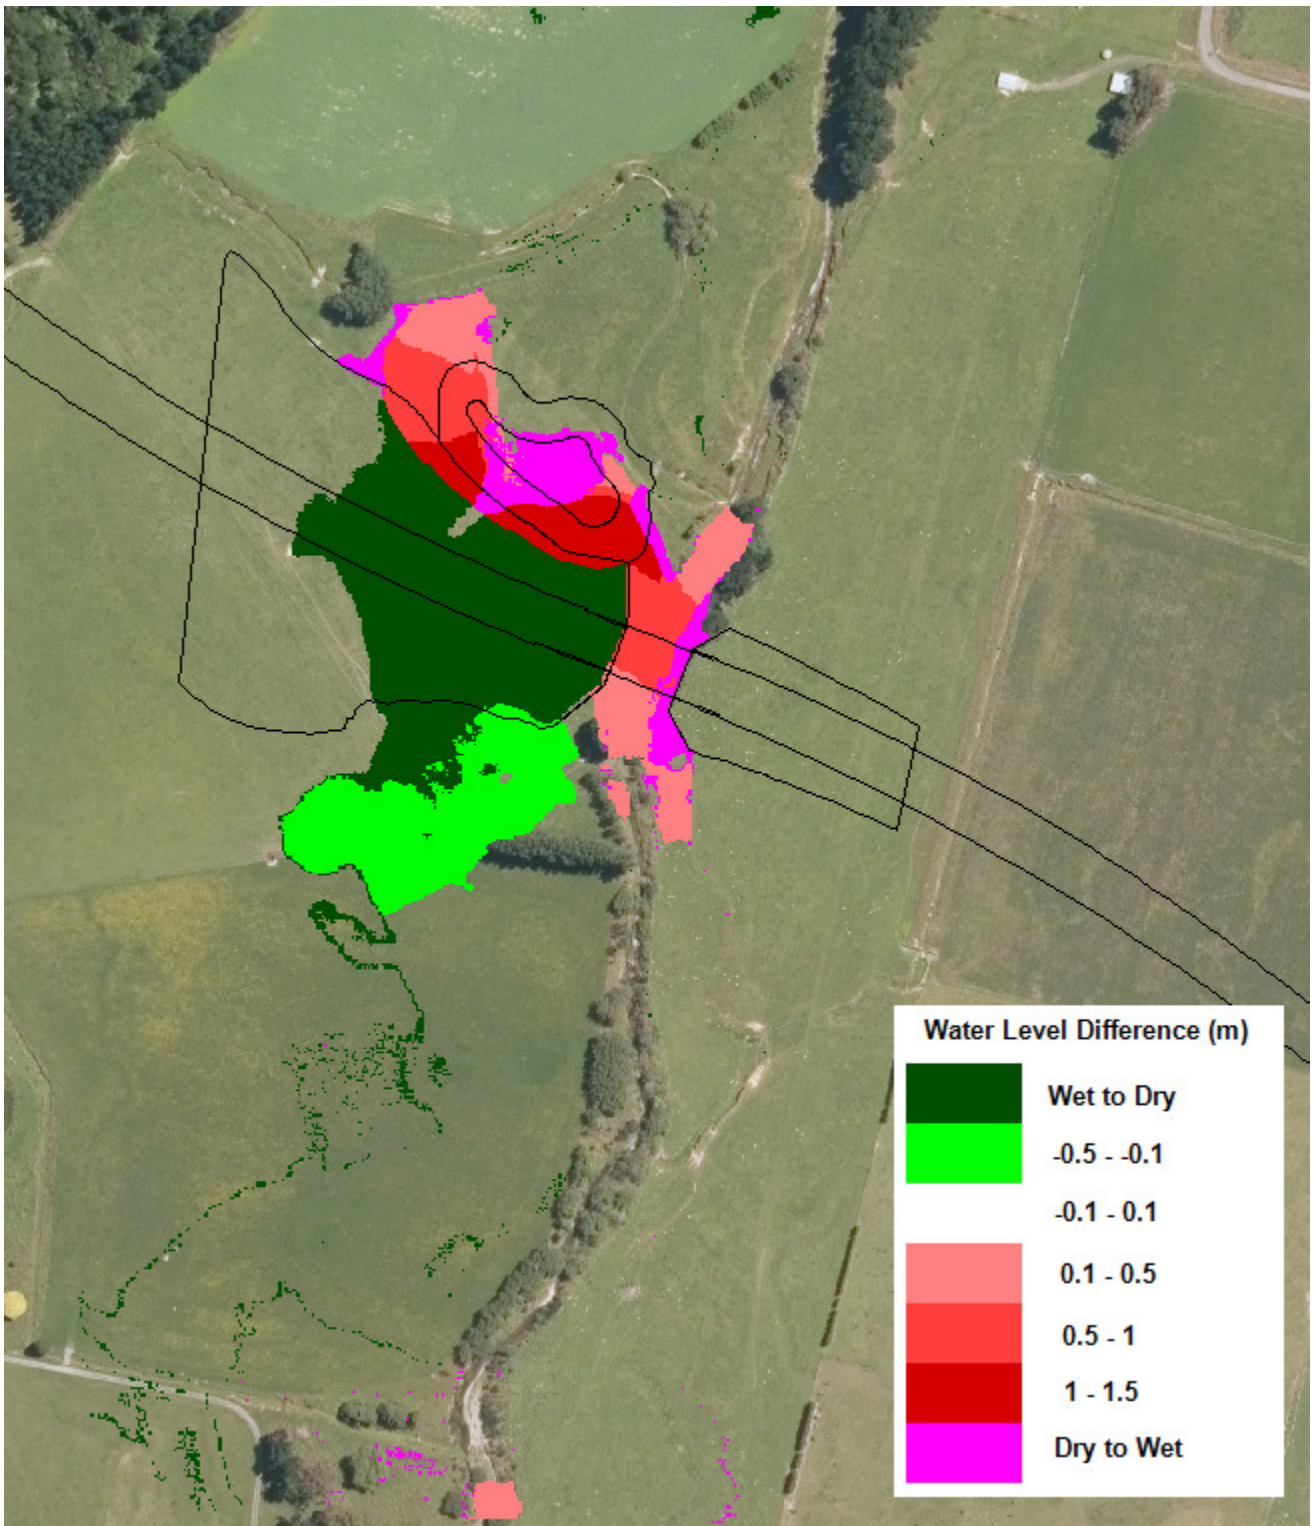 Water Level Difference (m)
Wet to Dry
-0.5 - -0.1
-0.1 - 0.1
0.1 - 0.5
0.5 - 1
1 - 1.5
Dry to Wet